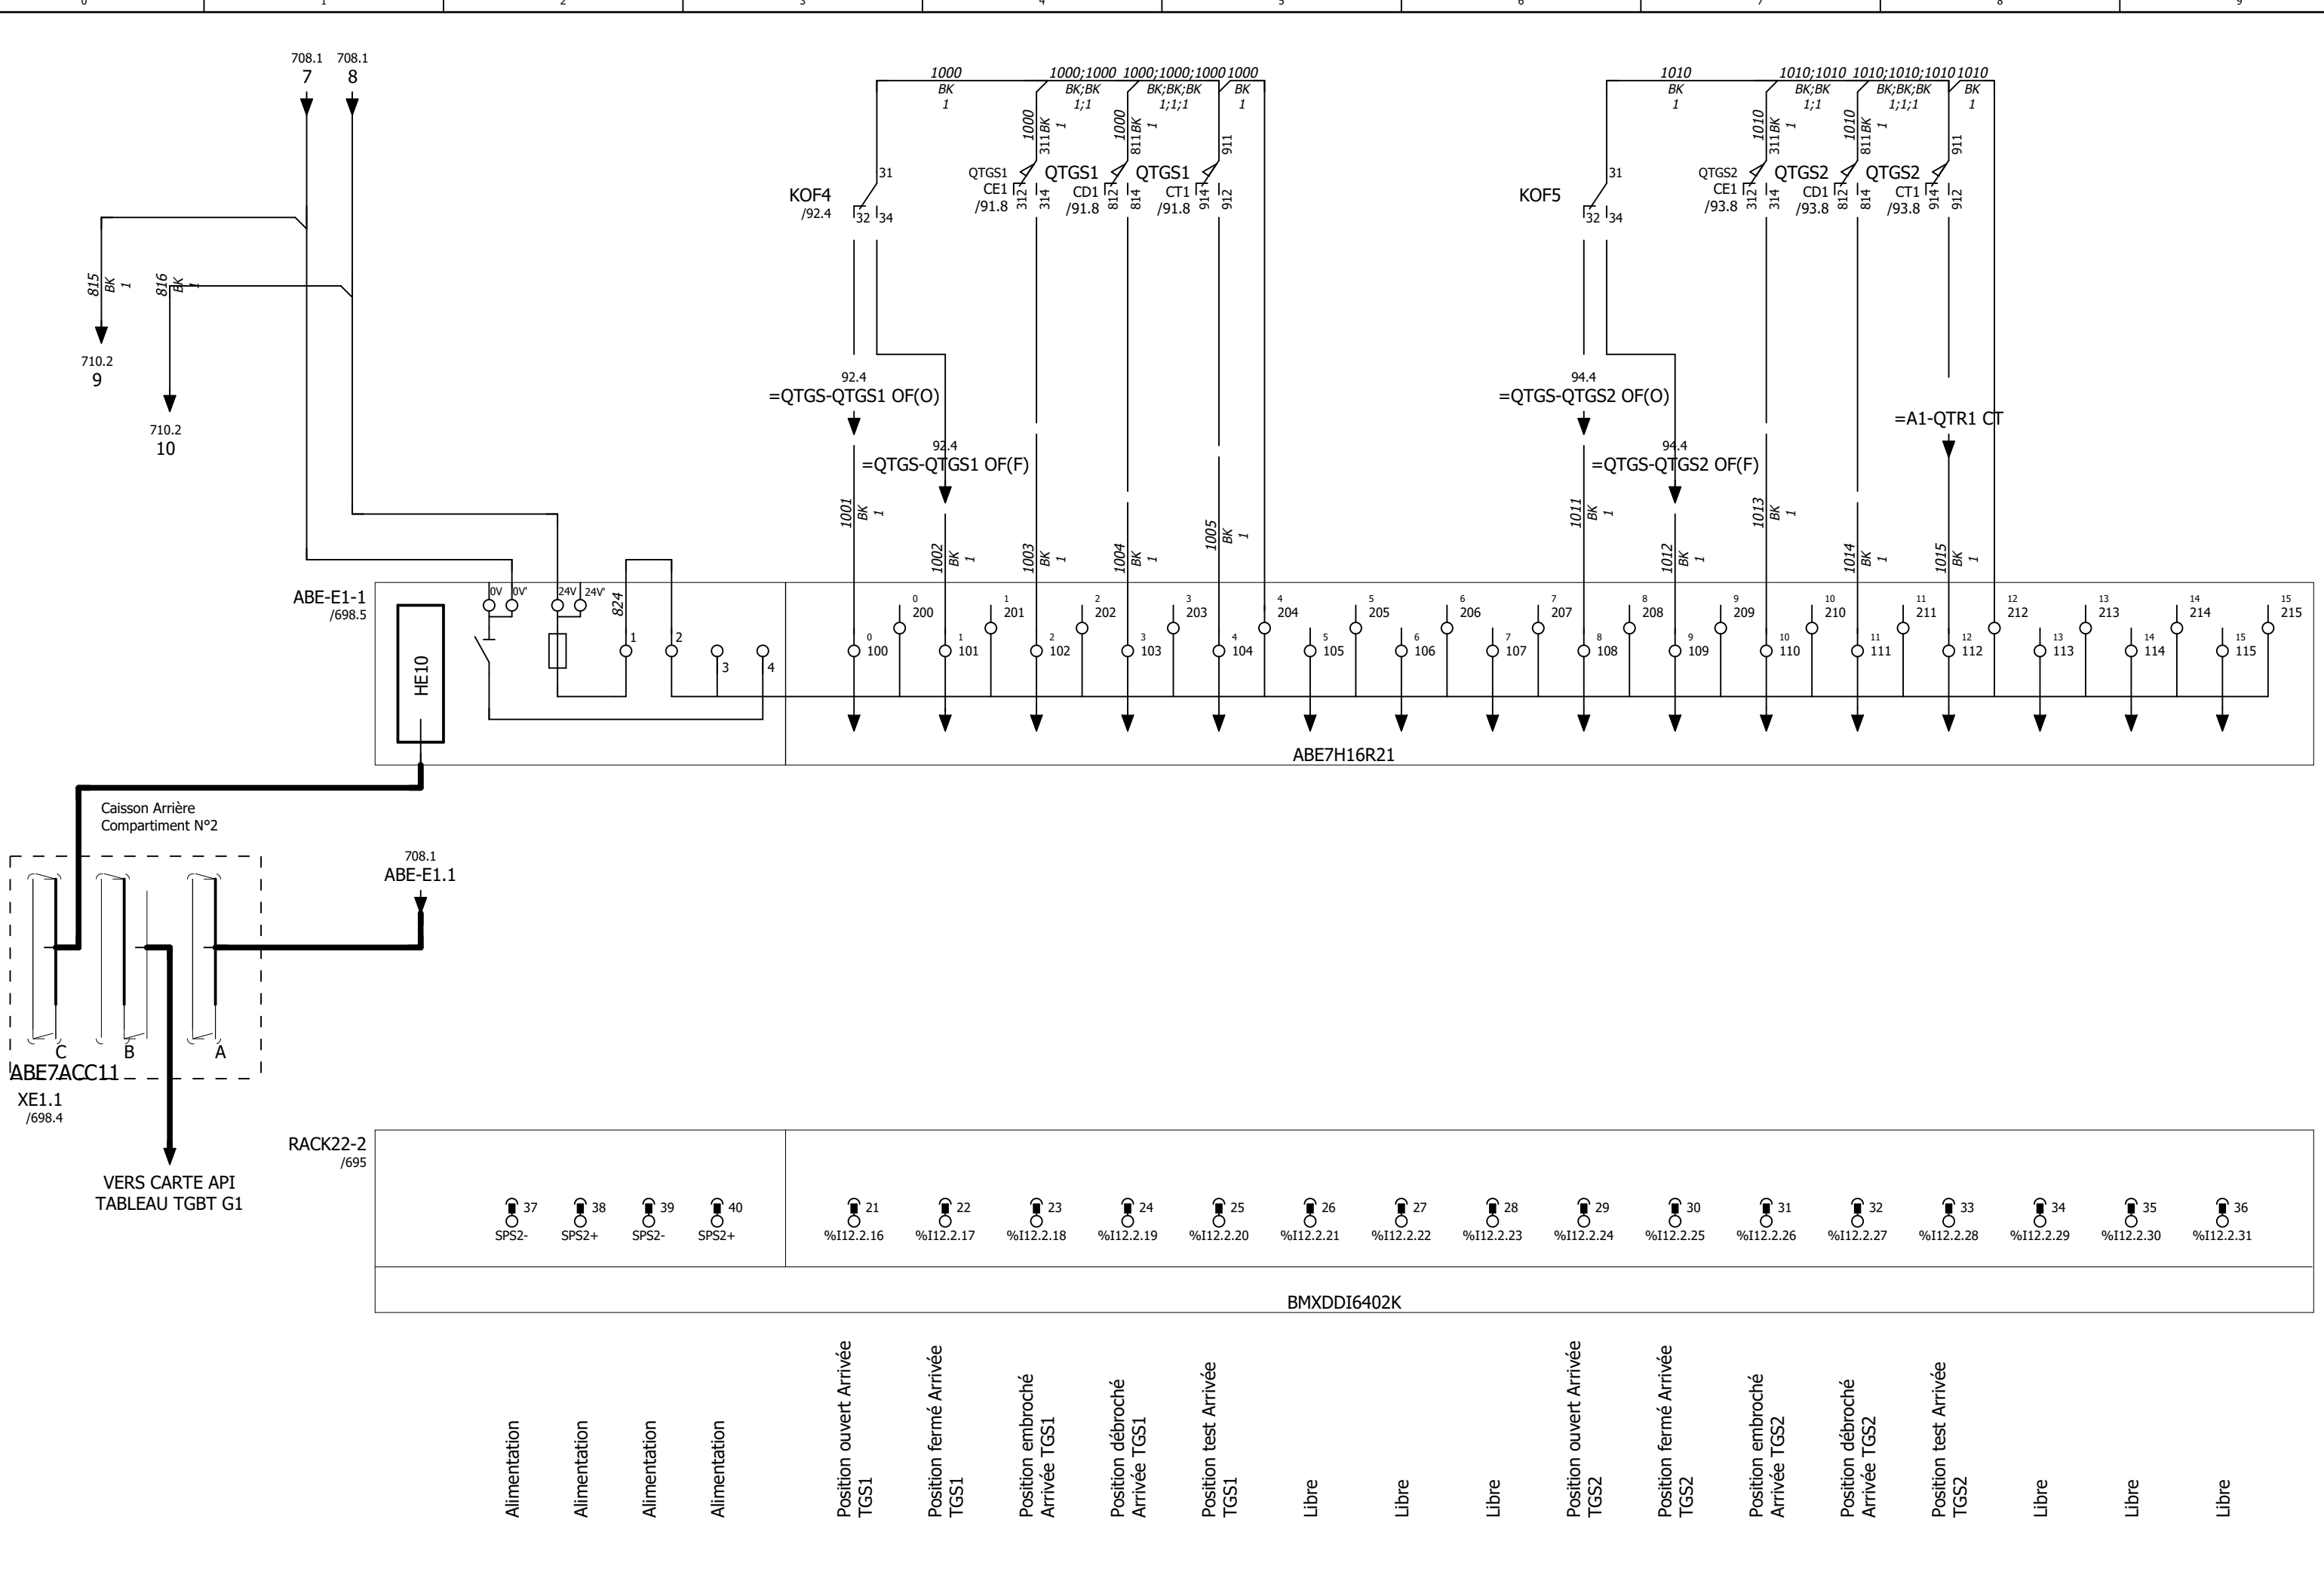 0 1 2 3 4 5 6 7 8 9
708.1 708.1
7 8
815 BK 1
816 BK 1
710.2
9
710.2
10
1000 1000;1000 1000;1000;1000 1000
BK BK;BK BK;BK;BK BK
1 1;1 1;1;1 1
1000 311 BK 1
1000 811 BK 1
911
31
KOF4
/92.4
32 34
QTGS1
CE1
/91.8
312 314
QTGS1
CD1
/91.8
812 814
QTGS1
CT1
/91.8
914 912
92.4
=QTGS-QTGS1 OF(O)
92.4
=QTGS-QTGS1 OF(F)
1001 BK 1
1002 BK 1
1003 BK 1
1004 BK 1
1005 BK 1
1010 1010;1010 1010;1010;1010 1010
BK BK;BK BK;BK;BK BK
1 1;1 1;1;1 1
1010 311 BK 1
1010 811 BK 1
911
31
KOF5
32 34
QTGS2
CE1
/93.8
312 314
QTGS2
CD1
/93.8
812 814
QTGS2
CT1
/93.8
914 912
94.4
=QTGS-QTGS2 OF(O)
94.4
=QTGS-QTGS2 OF(F)
=A1-QTR1 CT
1011 BK 1
1012 BK 1
1013 BK 1
1014 BK 1
1015 BK 1
ABE-E1-1
/698.5
HE10
0V 0V' 24V 24V'
824
1 2 3 4
0 1 2 3 4 5 6 7 8 9 10 11 12 13 14 15
200 201 202 203 204 205 206 207 208 209 210 211 212 213 214 215
0 1 2 3 4 5 6 7 8 9 10 11 12 13 14 15
100 101 102 103 104 105 106 107 108 109 110 111 112 113 114 115
ABE7H16R21
Caisson Arrière
Compartiment N°2
708.1
ABE-E1.1
C B A
ABE7ACC11
XE1.1
/698.4
VERS CARTE API
TABLEAU TGBT G1
RACK22-2
/695
37 38 39 40 21 22 23 24 25 26 27 28 29 30 31 32 33 34 35 36
SPS2- SPS2+ SPS2- SPS2+ %I12.2.16 %I12.2.17 %I12.2.18 %I12.2.19 %I12.2.20 %I12.2.21 %I12.2.22 %I12.2.23 %I12.2.24 %I12.2.25 %I12.2.26 %I12.2.27 %I12.2.28 %I12.2.29 %I12.2.30 %I12.2.31
BMXDDI6402K
Alimentation
Alimentation
Alimentation
Alimentation
Position ouvert Arrivée
TGS1
Position fermé Arrivée
TGS1
Position embroché
Arrivée TGS1
Position débroché
Arrivée TGS1
Position test Arrivée
TGS1
Libre
Libre
Libre
Position ouvert Arrivée
TGS2
Position fermé Arrivée
TGS2
Position embroché
Arrivée TGS2
Position débroché
Arrivée TGS2
Position test Arrivée
TGS2
Libre
Libre
Libre